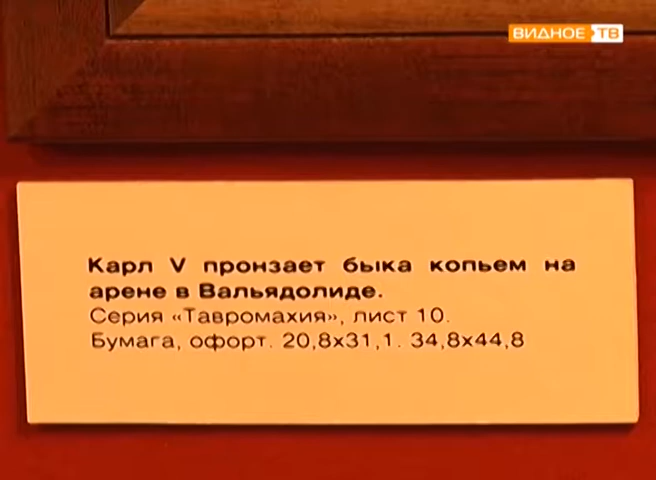 ВИДНОЕ ТВ
Карл V пронзает быка копьем на
арене в Вальядолиде.
Серия «Тавромахия», лист 10.
Бумага, офорт. 20,8х31,1. 34,8х44,8